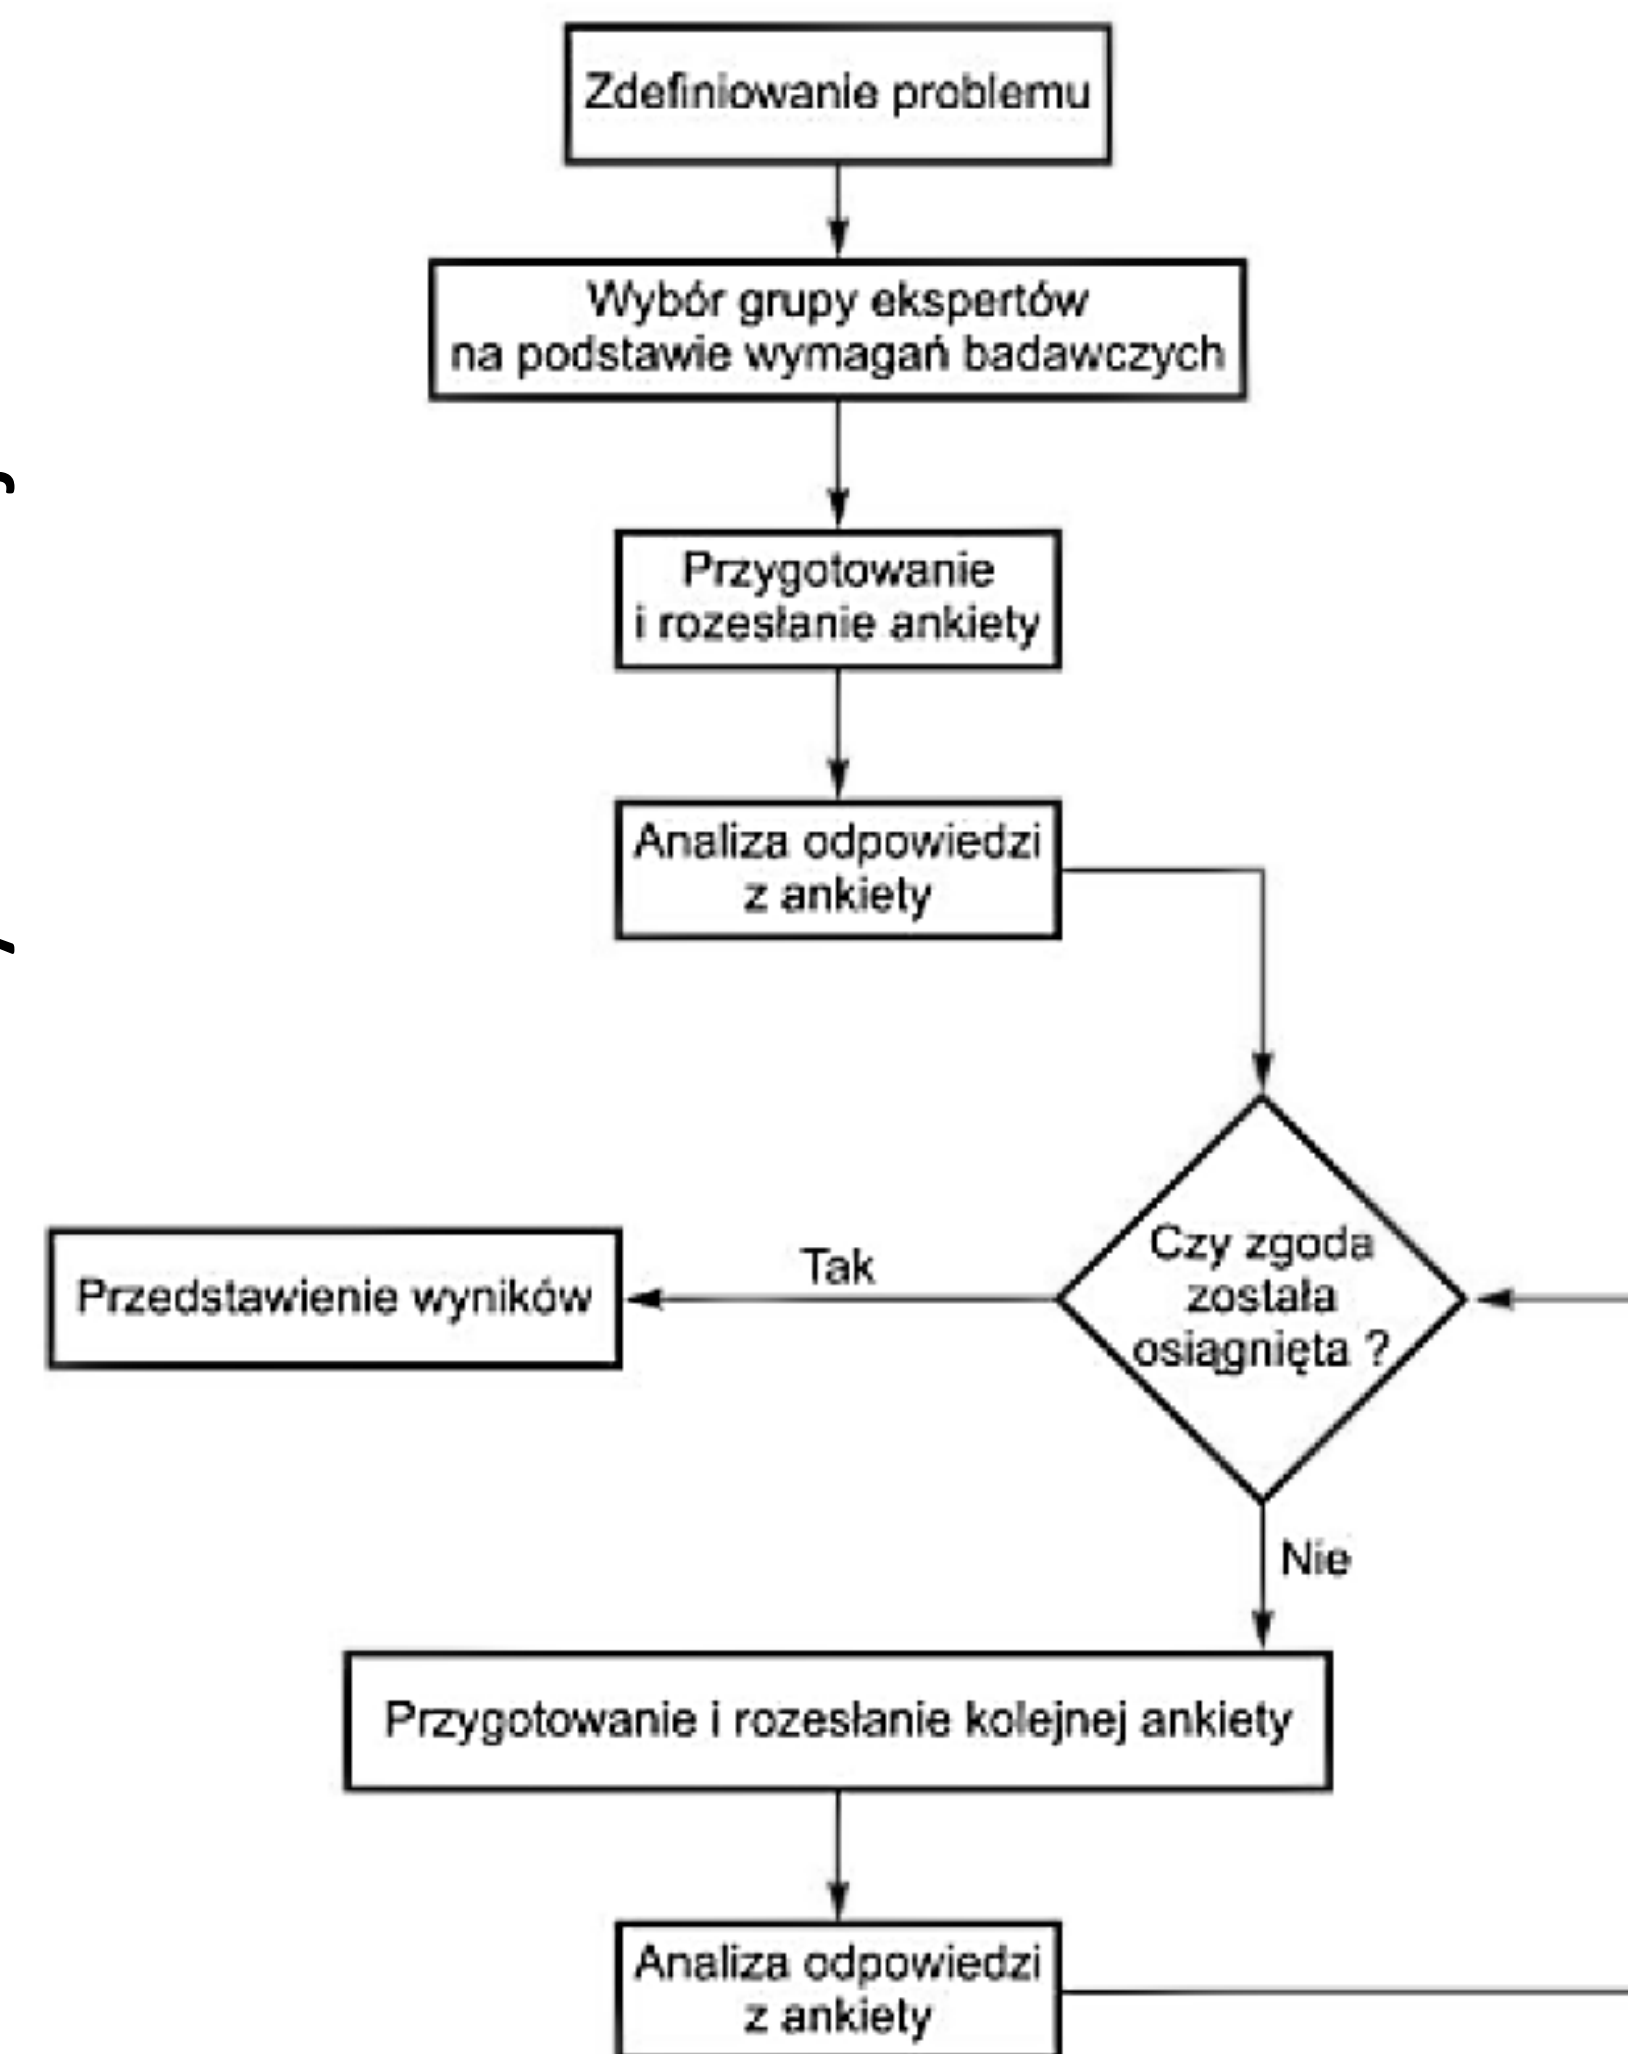 Zdefiniowanie problemu
Wybór grupy ekspertów
na podstawie wymagań badawczych
Przygotowanie
i rozesłanie ankiety
Analiza odpowiedzi
z ankiety
Czy zgoda
została
osiągnięta ?
Tak
Przedstawienie wyników
Nie
Przygotowanie i rozesłanie kolejnej ankiety
Analiza odpowiedzi
z ankiety